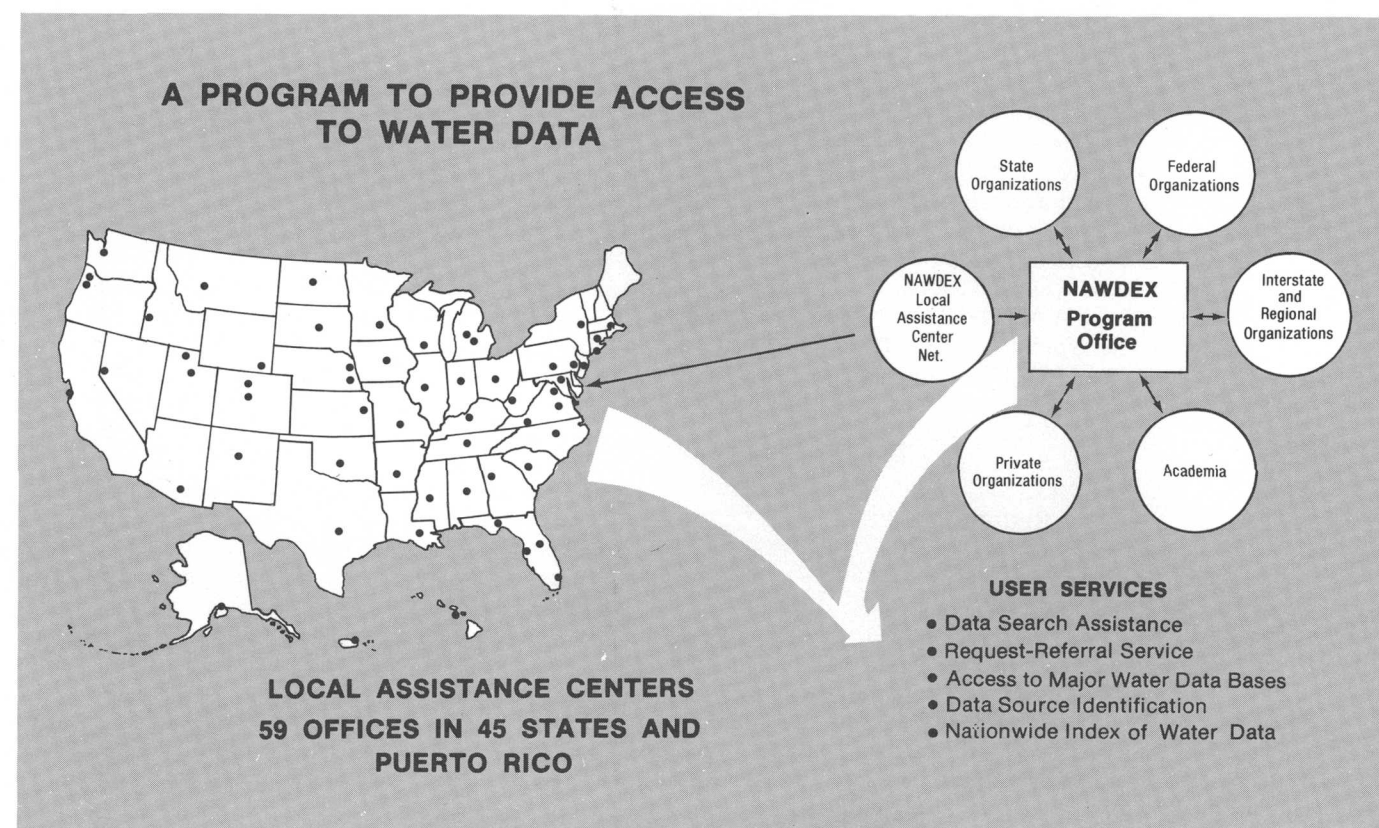 A PROGRAM TO PROVIDE ACCESS
TO WATER DATA
State
Organizations
Federal
Organizations
NAWDEX
Local
Assistance
Center
Net.
NAWDEX
Program
Office
Interstate
and
Regional
Organizations
Private
Organizations
Academia
LOCAL ASSISTANCE CENTERS
59 OFFICES IN 45 STATES AND
PUERTO RICO
USER SERVICES
• Data Search Assistance
• Request-Referral Service
• Access to Major Water Data Bases
• Data Source Identification
• Nationwide Index of Water Data